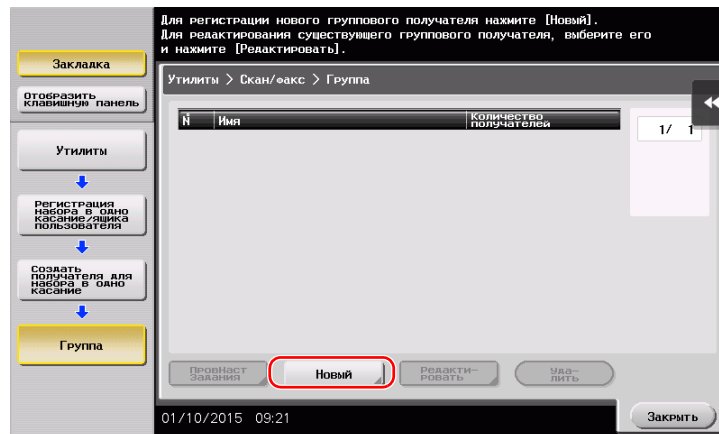 Для регистрации нового группового получателя нажмите [Новый].
Для редактирования существующего группового получателя, выберите его
и нажмите [Редактировать].
Закладка
Отобразить
клавишную панель
Утилиты > Скан/факс > Группа
N
Имя
Количество
получателей
1/ 1
Утилиты
Регистрация
набора в одно
касание/ящика
пользователя
Создать
получателя для
набора в одно
касание
Группа
ПровНаст
Задания
Новый
Редакти-
ровать
Уда-
лить
01/10/2015 09:21
Закрыть